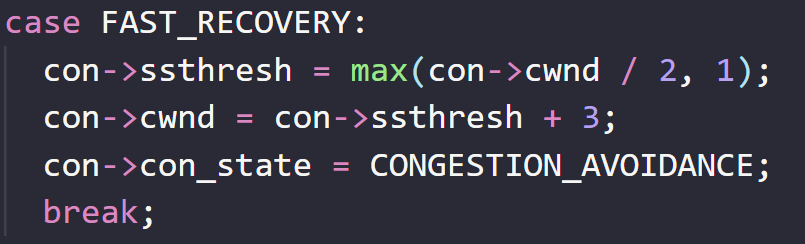 case FAST_RECOVERY:
con->ssthresh = max(con->cwnd / 2, 1);
con->cwnd = con->ssthresh + 3;
con->con_state = CONGESTION_AVOIDANCE;
break;